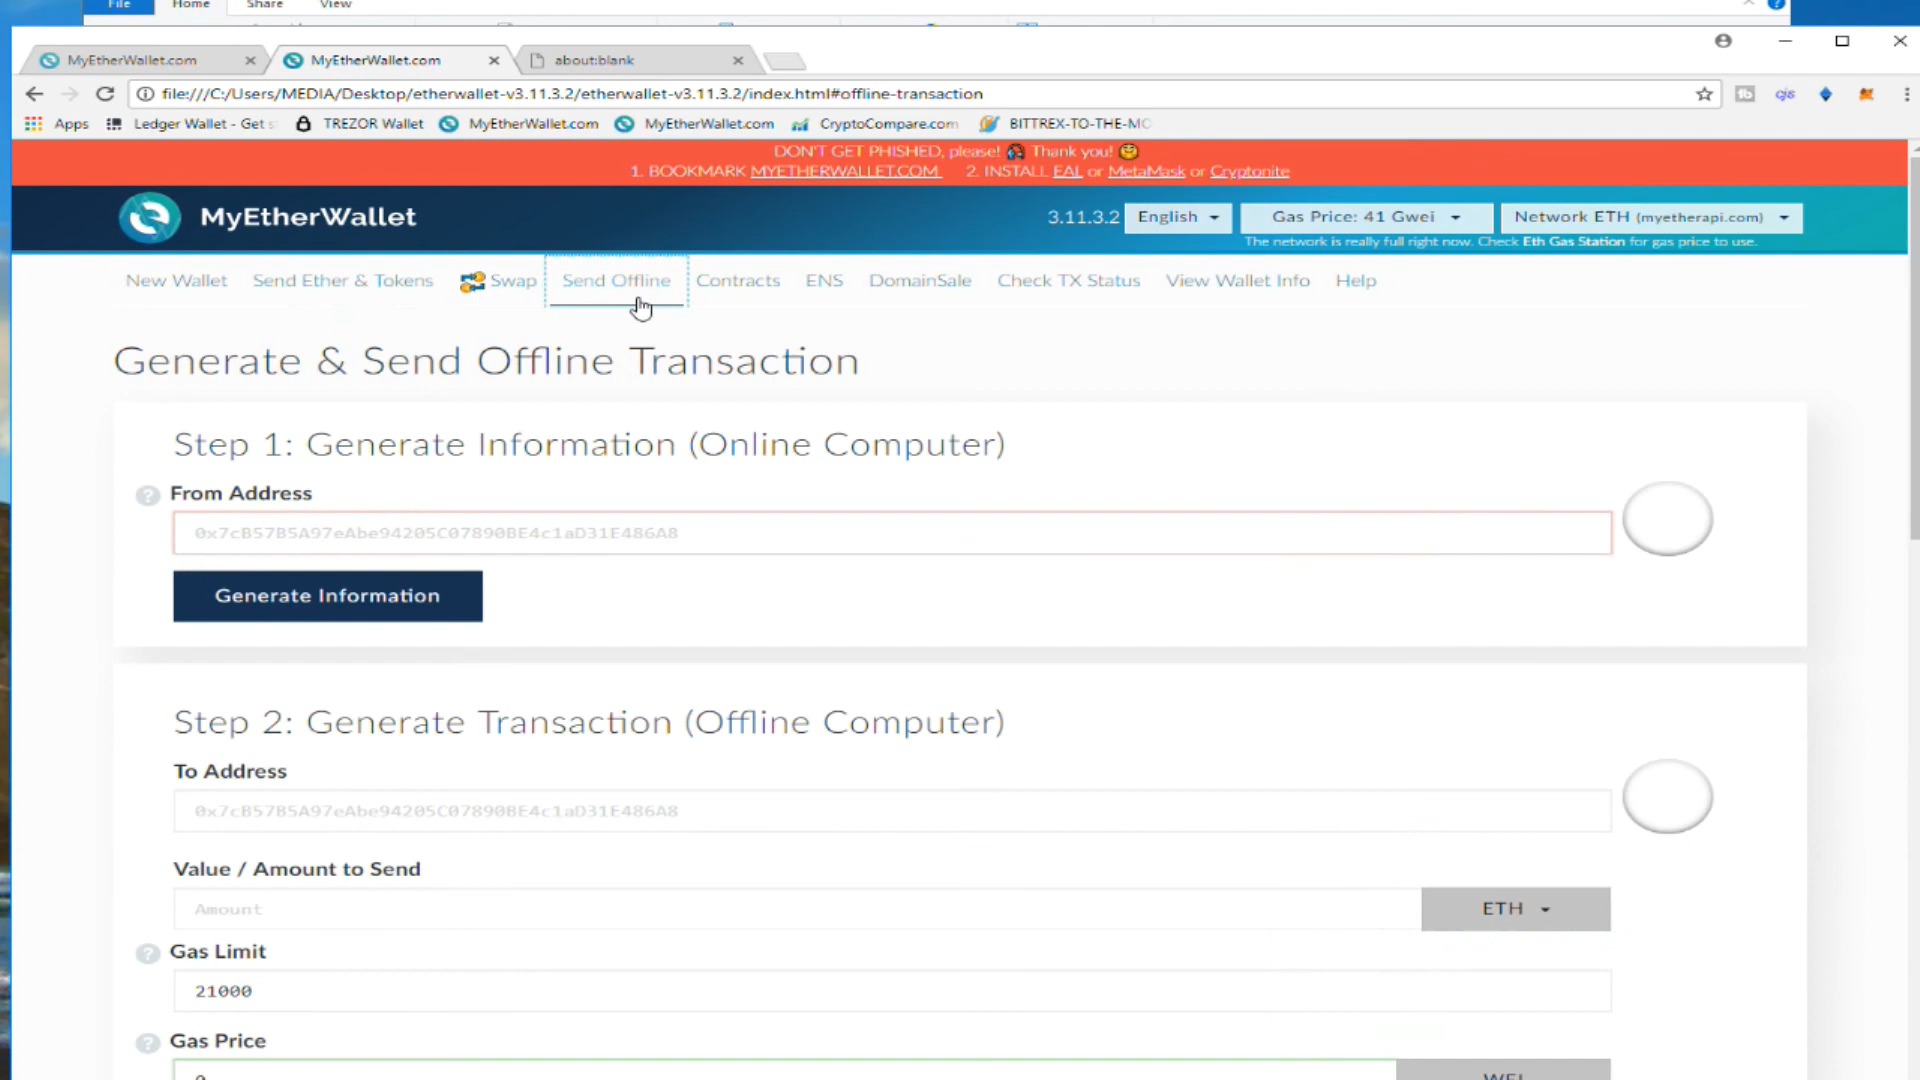 File Home Share View
MyEtherWallet.com MyEtherWallet.com about:blank
file:///C:/Users/MEDIA/Desktop/etherwallet-v3.11.3.2/etherwallet-v3.11.3.2/index.html#offline-transaction
Apps Ledger Wallet - Get s TREZOR Wallet MyEtherWallet.com MyEtherWallet.com CryptoCompare.com BITTREX-TO-THE-MO
DON'T GET PHISHED, please! Thank you!
1. BOOKMARK MYETHERWALLET.COM 2. INSTALL EAL or MetaMask or Cryptonite
MyEtherWallet 3.11.3.2 English Gas Price: 41 Gwei Network ETH (myetherapi.com)
The network is really full right now. Check Eth Gas Station for gas price to use.
New Wallet Send Ether & Tokens Swap Send Offline Contracts ENS DomainSale Check TX Status View Wallet Info Help
Generate & Send Offline Transaction
Step 1: Generate Information (Online Computer)
From Address
0x7cB57B5A97eAbe94205C07890BE4c1aD31E486A8
Generate Information
Step 2: Generate Transaction (Offline Computer)
To Address
0x7cB57B5A97eAbe94205C07890BE4c1aD31E486A8
Value / Amount to Send
Amount ETH
Gas Limit
21000
Gas Price
WEI